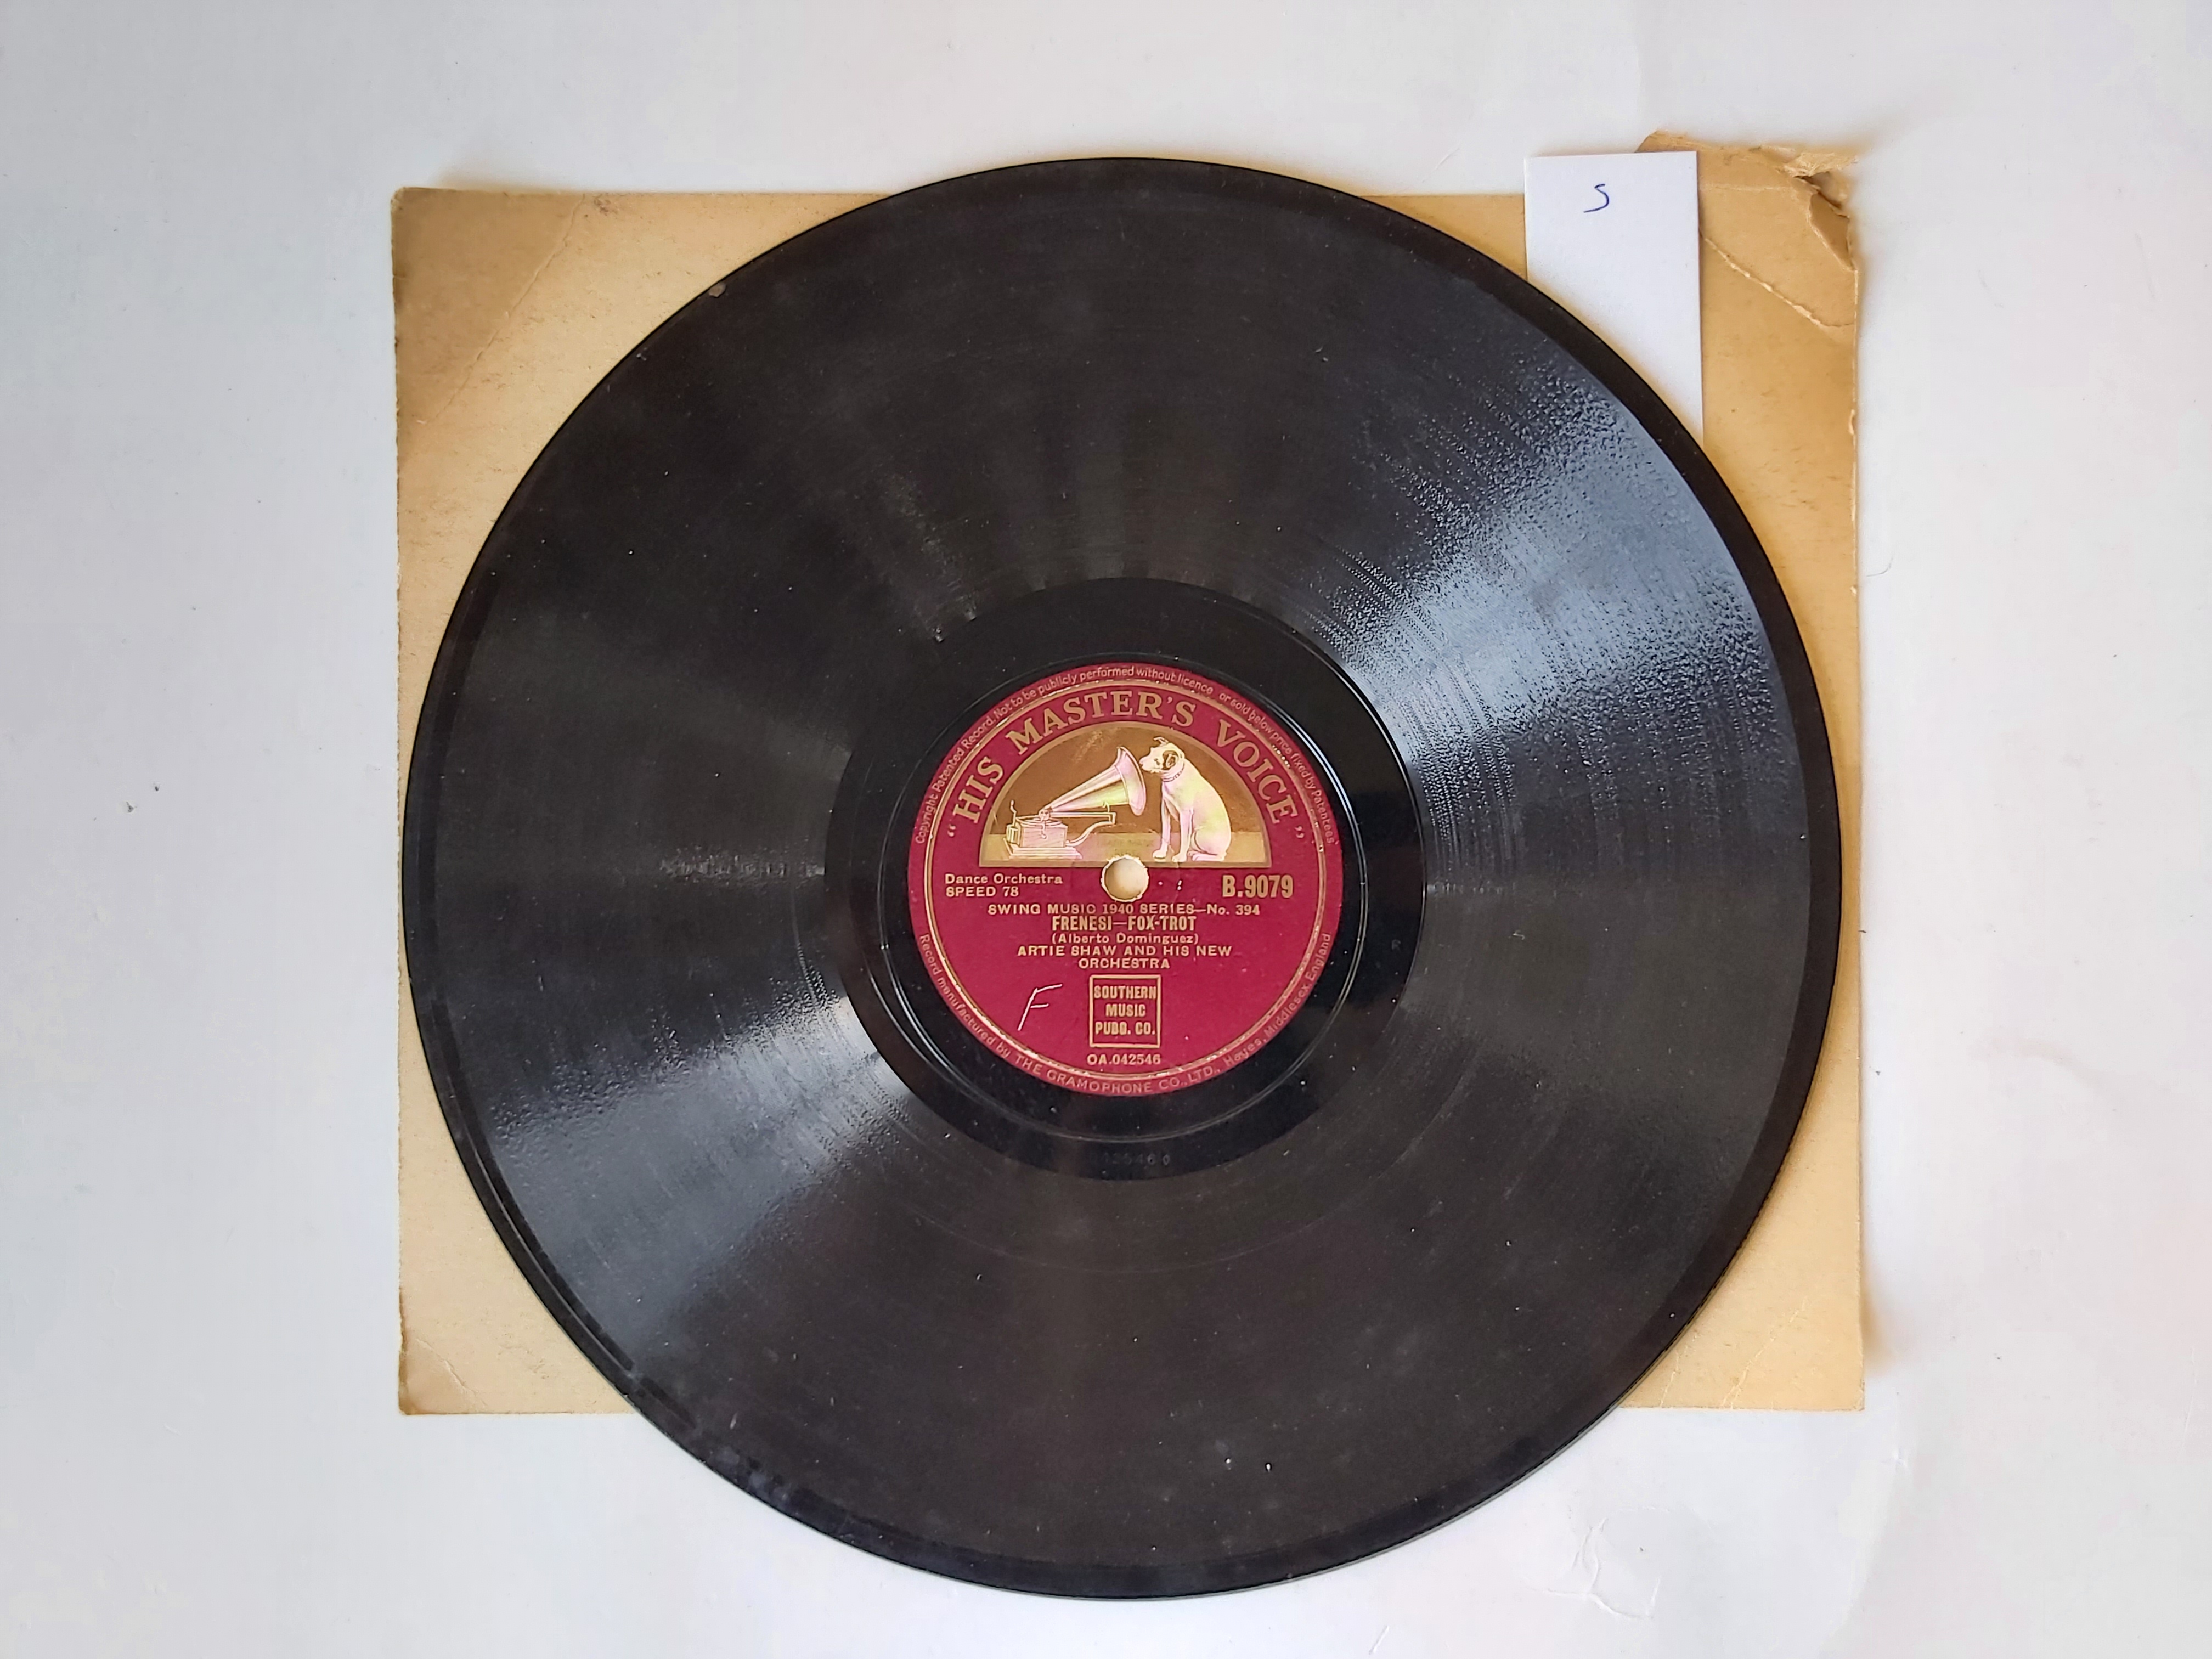 S
Copyright. Patented Record. Not to be publicly performed without licence or sold below price fixed by Patentees
"HIS MASTER'S VOICE"
Dance Orchestra
SPEED 78
B.9079
SWING MUSIC 1940 SERIES—No. 394
FRENESI—FOX-TROT
(Alberto Dominguez)
ARTIE SHAW AND HIS NEW
ORCHESTRA
F
SOUTHERN
MUSIC
PUBG. CO.
OA.042546
Record manufactured by THE GRAMOPHONE CO., LTD., Hayes, Middlesex, England
R